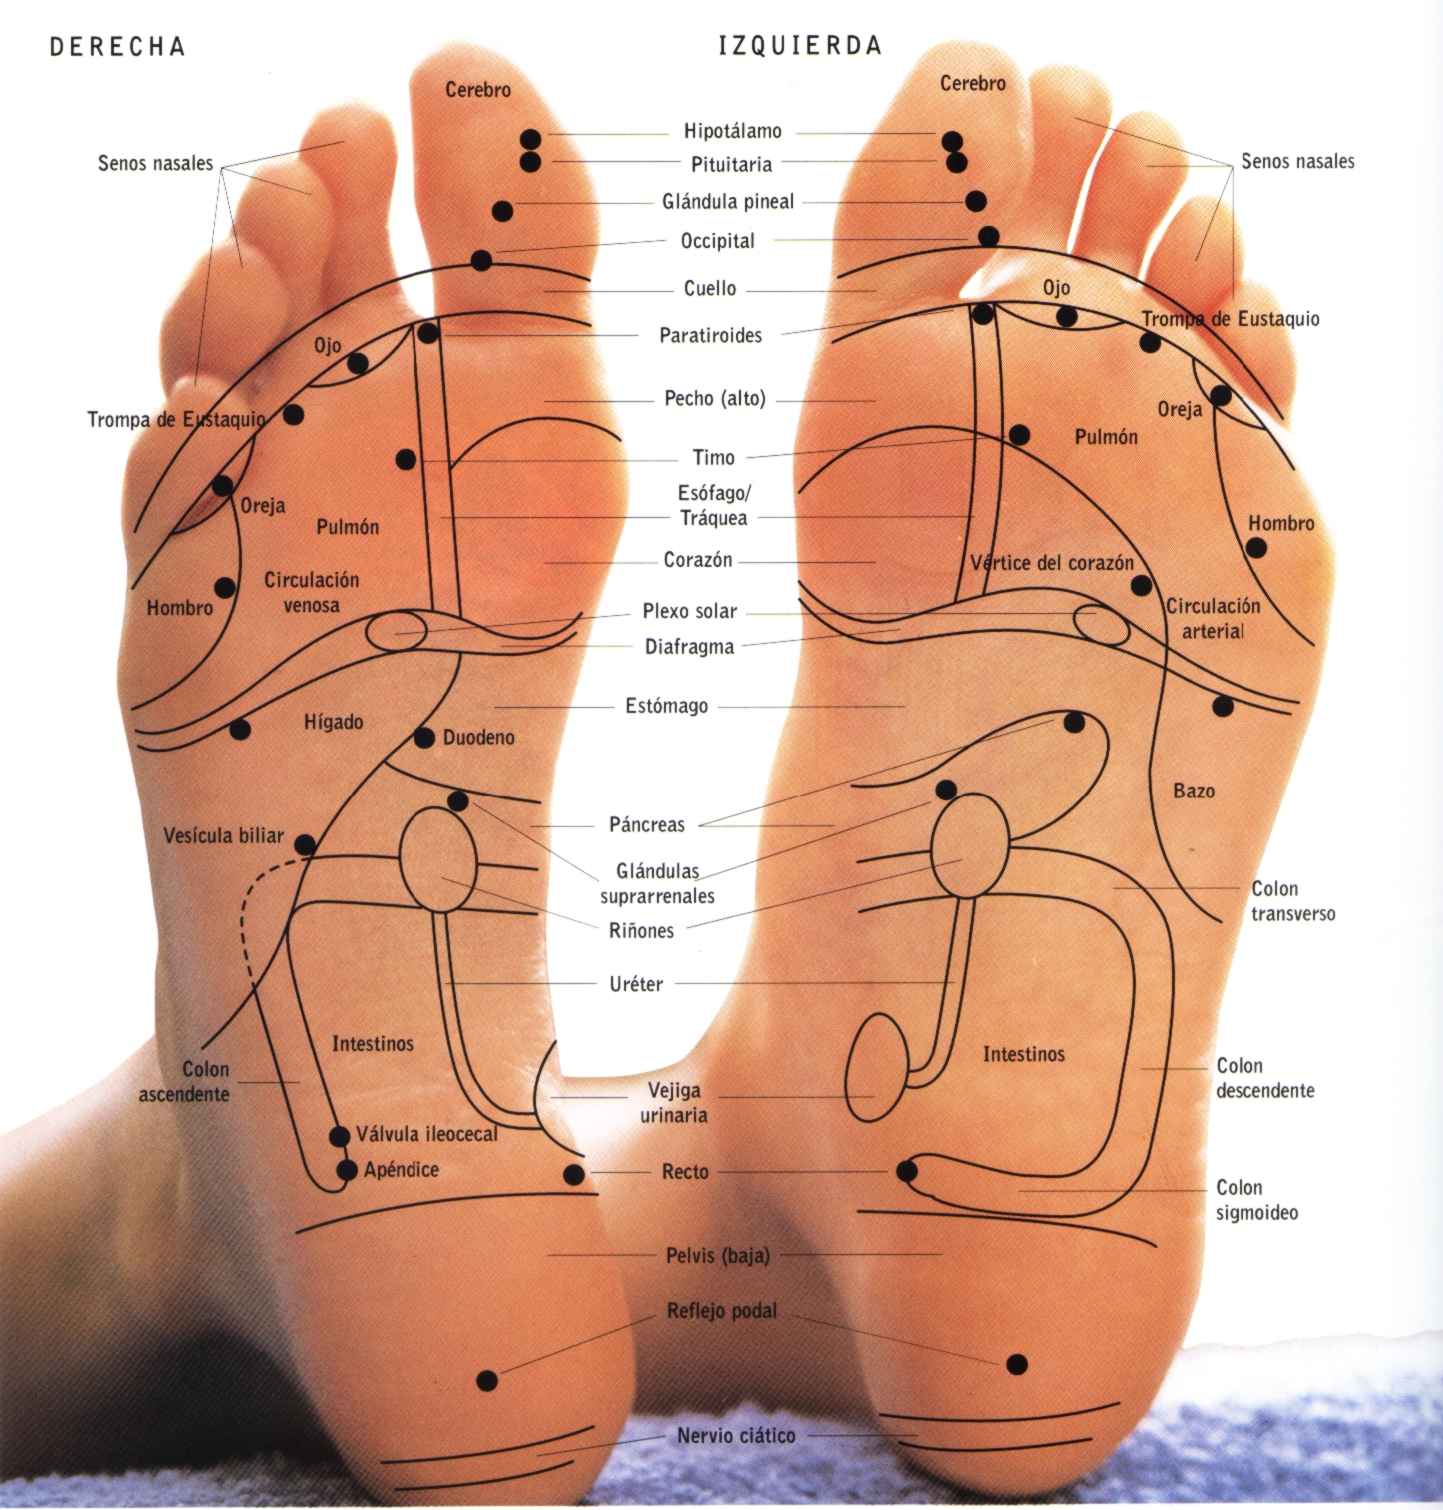 DERECHA
IZQUIERDA
Cerebro
Cerebro
Hipotálamo
Senos nasales
Pituitaria
Senos nasales
Glándula pineal
Occipital
Cuello
Ojo
Ojo
Paratiroides
Trompa de Eustaquio
Trompa de Eustaquio
Pecho (alto)
Oreja
Pulmón
Timo
Oreja
Esófago/
Tráquea
Pulmón
Hombro
Corazón
Vértice del corazón
Circulación
venosa
Hombro
Plexo solar
Circulación
arterial
Diafragma
Estómago
Hígado
Duodeno
Bazo
Vesícula biliar
Páncreas
Glándulas
suprarrenales
Colon
transverso
Riñones
Uréter
Intestinos
Intestinos
Colon
ascendente
Vejiga
urinaria
Colon
descendente
Válvula ileocecal
Apéndice
Recto
Colon
sigmoideo
Pelvis (baja)
Reflejo podal
Nervio ciático